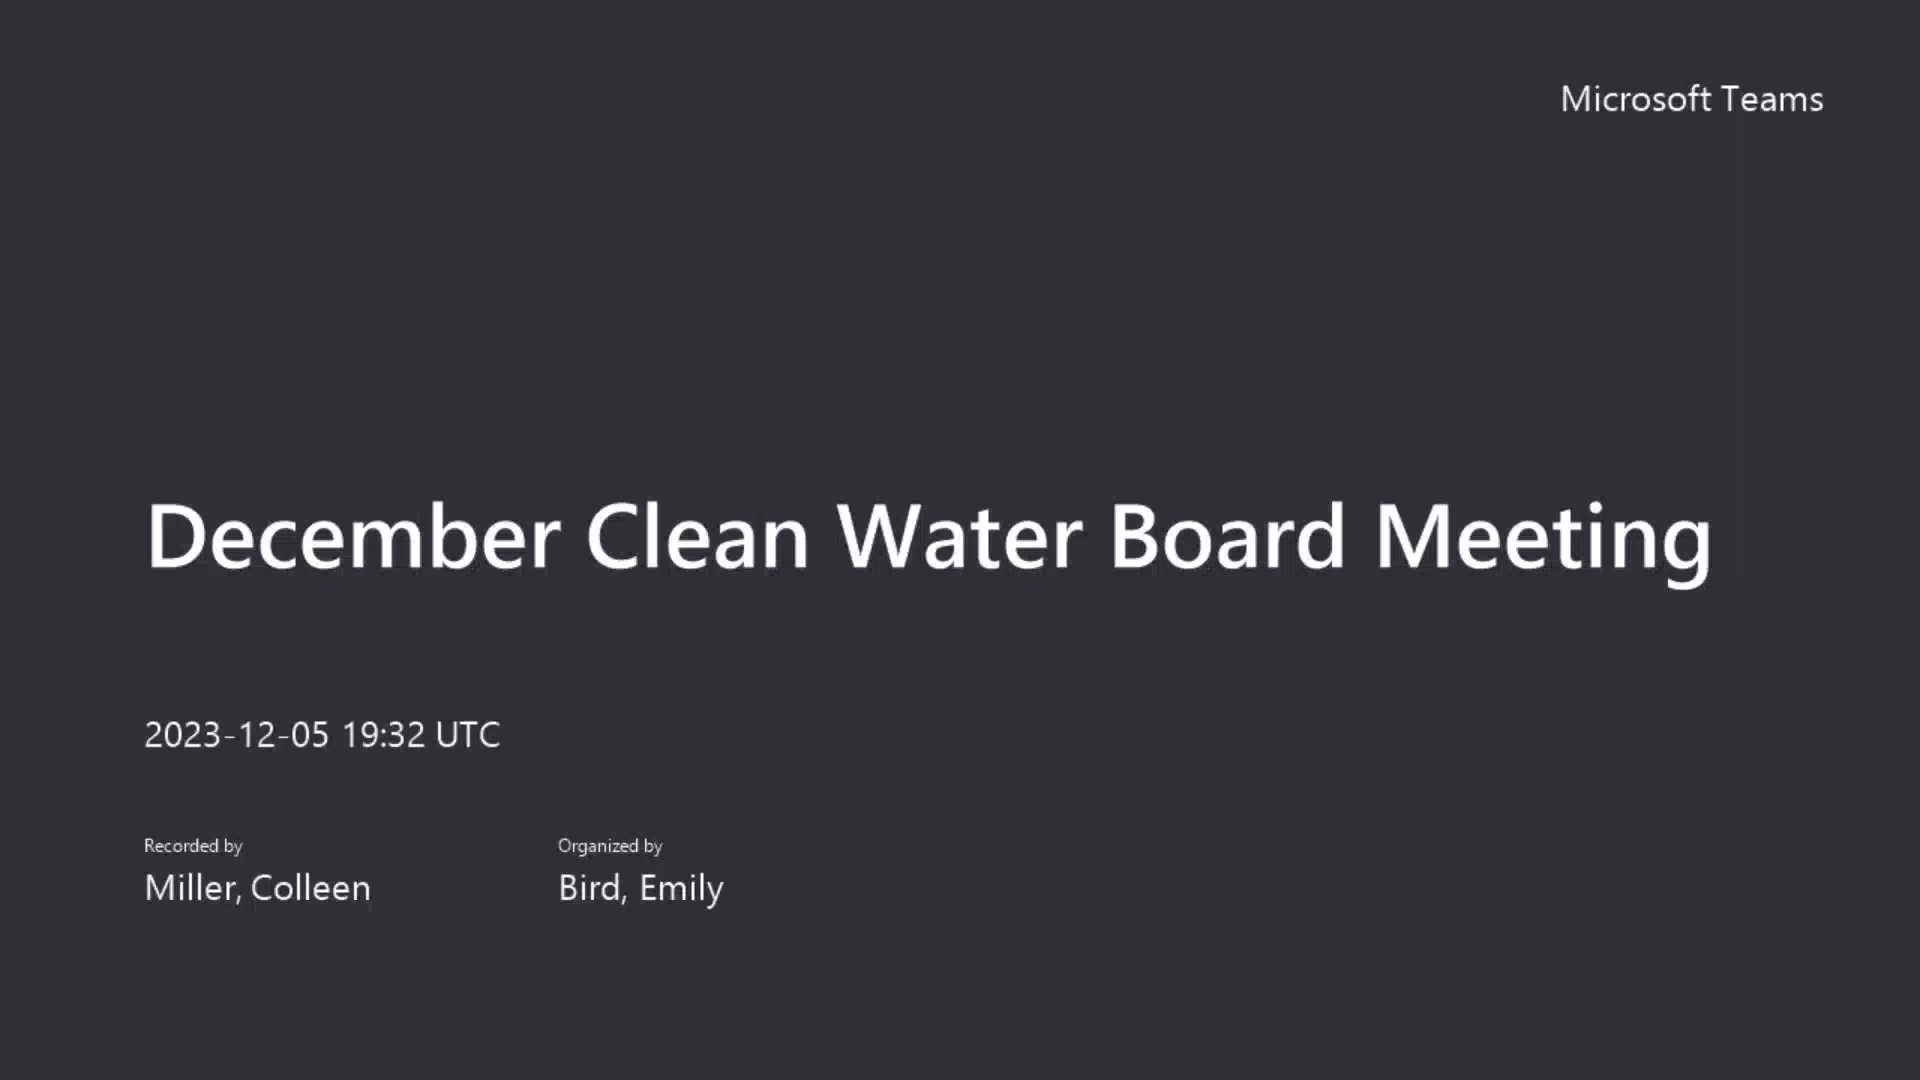 Microsoft Teams
December Clean Water Board Meeting
2023-12-05 19:32 UTC
Recorded by
Miller, Colleen
Organized by
Bird, Emily